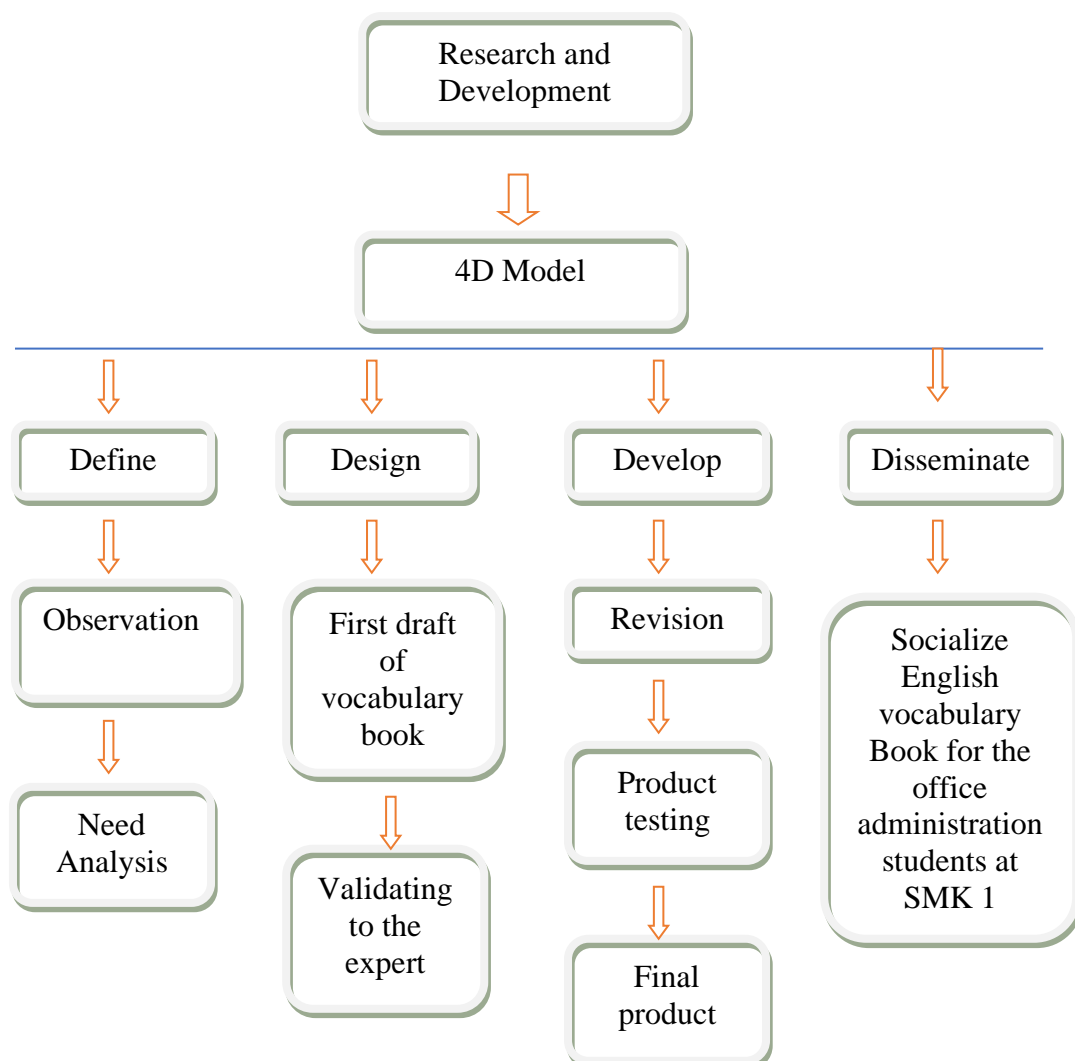 Research and
Development
4D Model
Define
Design
Develop
Disseminate
Observation
First draft
of
vocabulary
book
Revision
Socialize
English
vocabulary
Book for the
office
administration
students at
SMK 1
Need
Analysis
Product
testing
Validating
to the
expert
Final
product